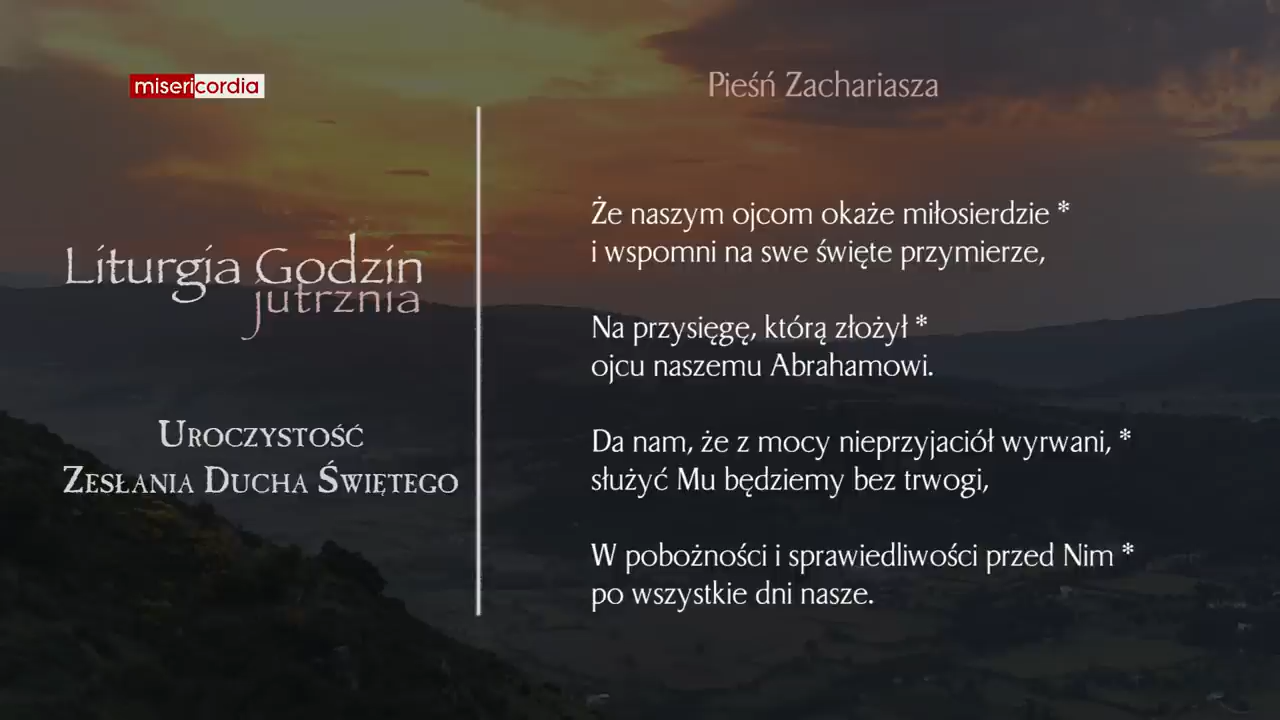 misericordia
Pieśń Zachariasza
Liturgia Godzin
jutrznia
Uroczystość
Zesłania Ducha Świętego
Że naszym ojcom okaże miłosierdzie *
i wspomni na swe święte przymierze,
Na przysięgę, którą złożył *
ojcu naszemu Abrahamowi.
Da nam, że z mocy nieprzyjaciół wyrwani, *
służyć Mu będziemy bez trwogi,
W pobożności i sprawiedliwości przed Nim *
po wszystkie dni nasze.